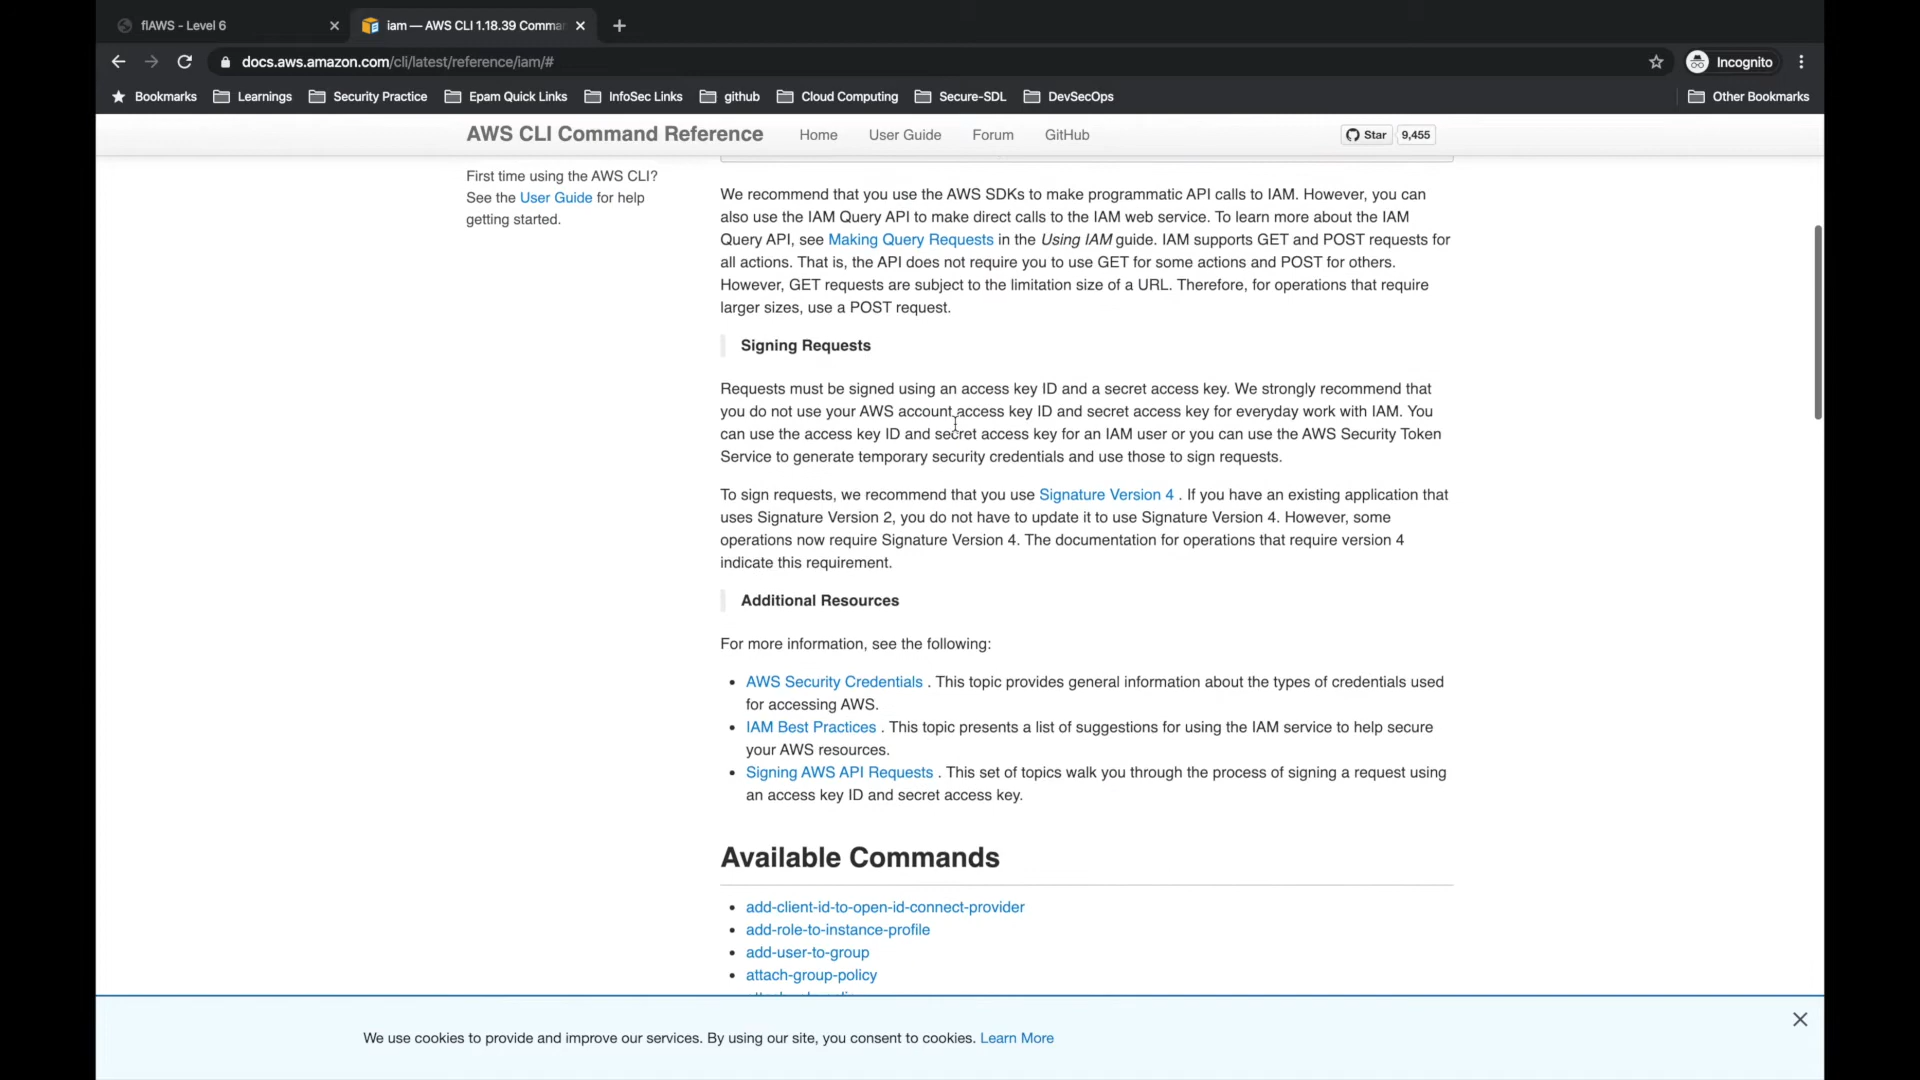 flAWS - Level 6
iam — AWS CLI 1.18.39 Comma
docs.aws.amazon.com/cli/latest/reference/iam/#
Incognito
Bookmarks Learnings Security Practice Epam Quick Links InfoSec Links github Cloud Computing Secure-SDL DevSecOps Other Bookmarks
AWS CLI Command Reference Home User Guide Forum GitHub Star 9,455
First time using the AWS CLI?
See the User Guide for help
getting started.
We recommend that you use the AWS SDKs to make programmatic API calls to IAM. However, you can
also use the IAM Query API to make direct calls to the IAM web service. To learn more about the IAM
Query API, see Making Query Requests in the Using IAM guide. IAM supports GET and POST requests for
all actions. That is, the API does not require you to use GET for some actions and POST for others.
However, GET requests are subject to the limitation size of a URL. Therefore, for operations that require
larger sizes, use a POST request.
Signing Requests
Requests must be signed using an access key ID and a secret access key. We strongly recommend that
you do not use your AWS account access key ID and secret access key for everyday work with IAM. You
can use the access key ID and secret access key for an IAM user or you can use the AWS Security Token
Service to generate temporary security credentials and use those to sign requests.
To sign requests, we recommend that you use Signature Version 4 . If you have an existing application that
uses Signature Version 2, you do not have to update it to use Signature Version 4. However, some
operations now require Signature Version 4. The documentation for operations that require version 4
indicate this requirement.
Additional Resources
For more information, see the following:
• AWS Security Credentials . This topic provides general information about the types of credentials used
for accessing AWS.
• IAM Best Practices . This topic presents a list of suggestions for using the IAM service to help secure
your AWS resources.
• Signing AWS API Requests . This set of topics walk you through the process of signing a request using
an access key ID and secret access key.
Available Commands
• add-client-id-to-open-id-connect-provider
• add-role-to-instance-profile
• add-user-to-group
• attach-group-policy
We use cookies to provide and improve our services. By using our site, you consent to cookies. Learn More